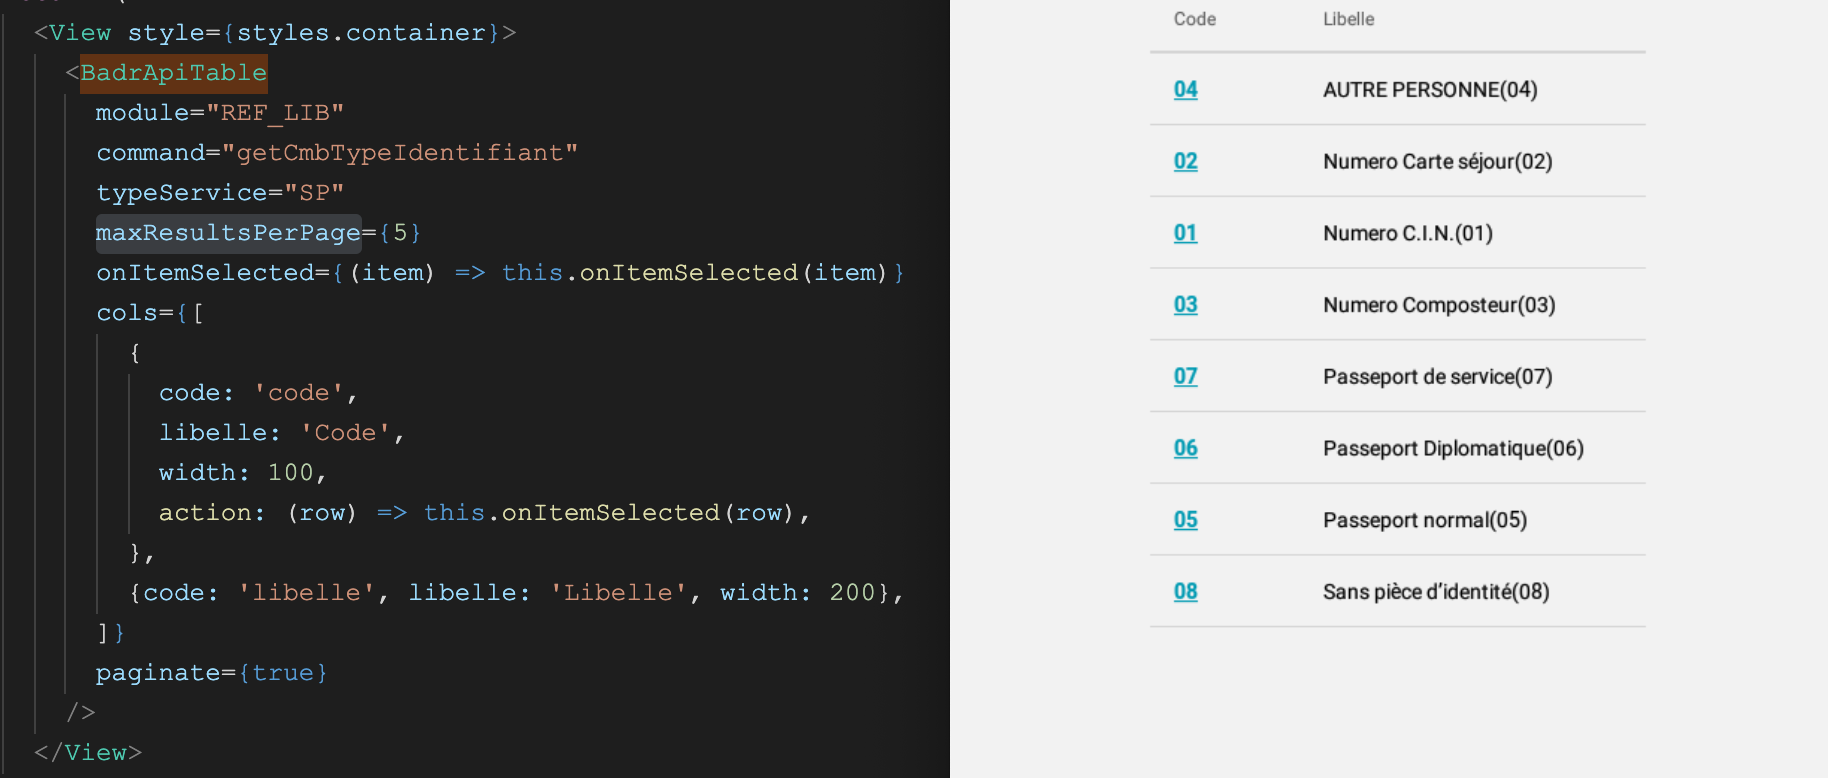 <View style={styles.container}>
<BadrApiTable
module="REF_LIB"
command="getCmbTypeIdentifiant"
typeService="SP"
maxResultsPerPage={5}
onItemSelected={(item) => this.onItemSelected(item)}
cols={[
{
code: 'code',
libelle: 'Code',
width: 100,
action: (row) => this.onItemSelected(row),
},
{code: 'libelle', libelle: 'Libelle', width: 200},
]}
paginate={true}
/>
</View>
Code Libelle
04 AUTRE PERSONNE(04)
02 Numero Carte séjour(02)
01 Numero C.I.N.(01)
03 Numero Composteur(03)
07 Passeport de service(07)
06 Passeport Diplomatique(06)
05 Passeport normal(05)
08 Sans pièce d’identité(08)